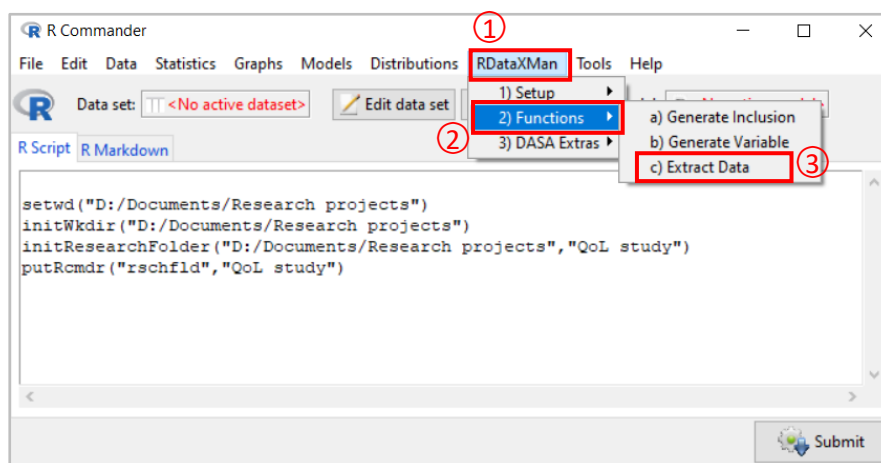 R Commander
①
File Edit Data Statistics Graphs Models Distributions RDataXMan Tools Help
Data set: <No active dataset> Edit data set
1) Setup
2) Functions
②
3) DASA Extras
a) Generate Inclusion
b) Generate Variable
c) Extract Data
③
R Script R Markdown
setwd("D:/Documents/Research projects")
initWkdir("D:/Documents/Research projects")
initResearchFolder("D:/Documents/Research projects","QoL study")
putRcmdr("rschfld","QoL study")
Submit